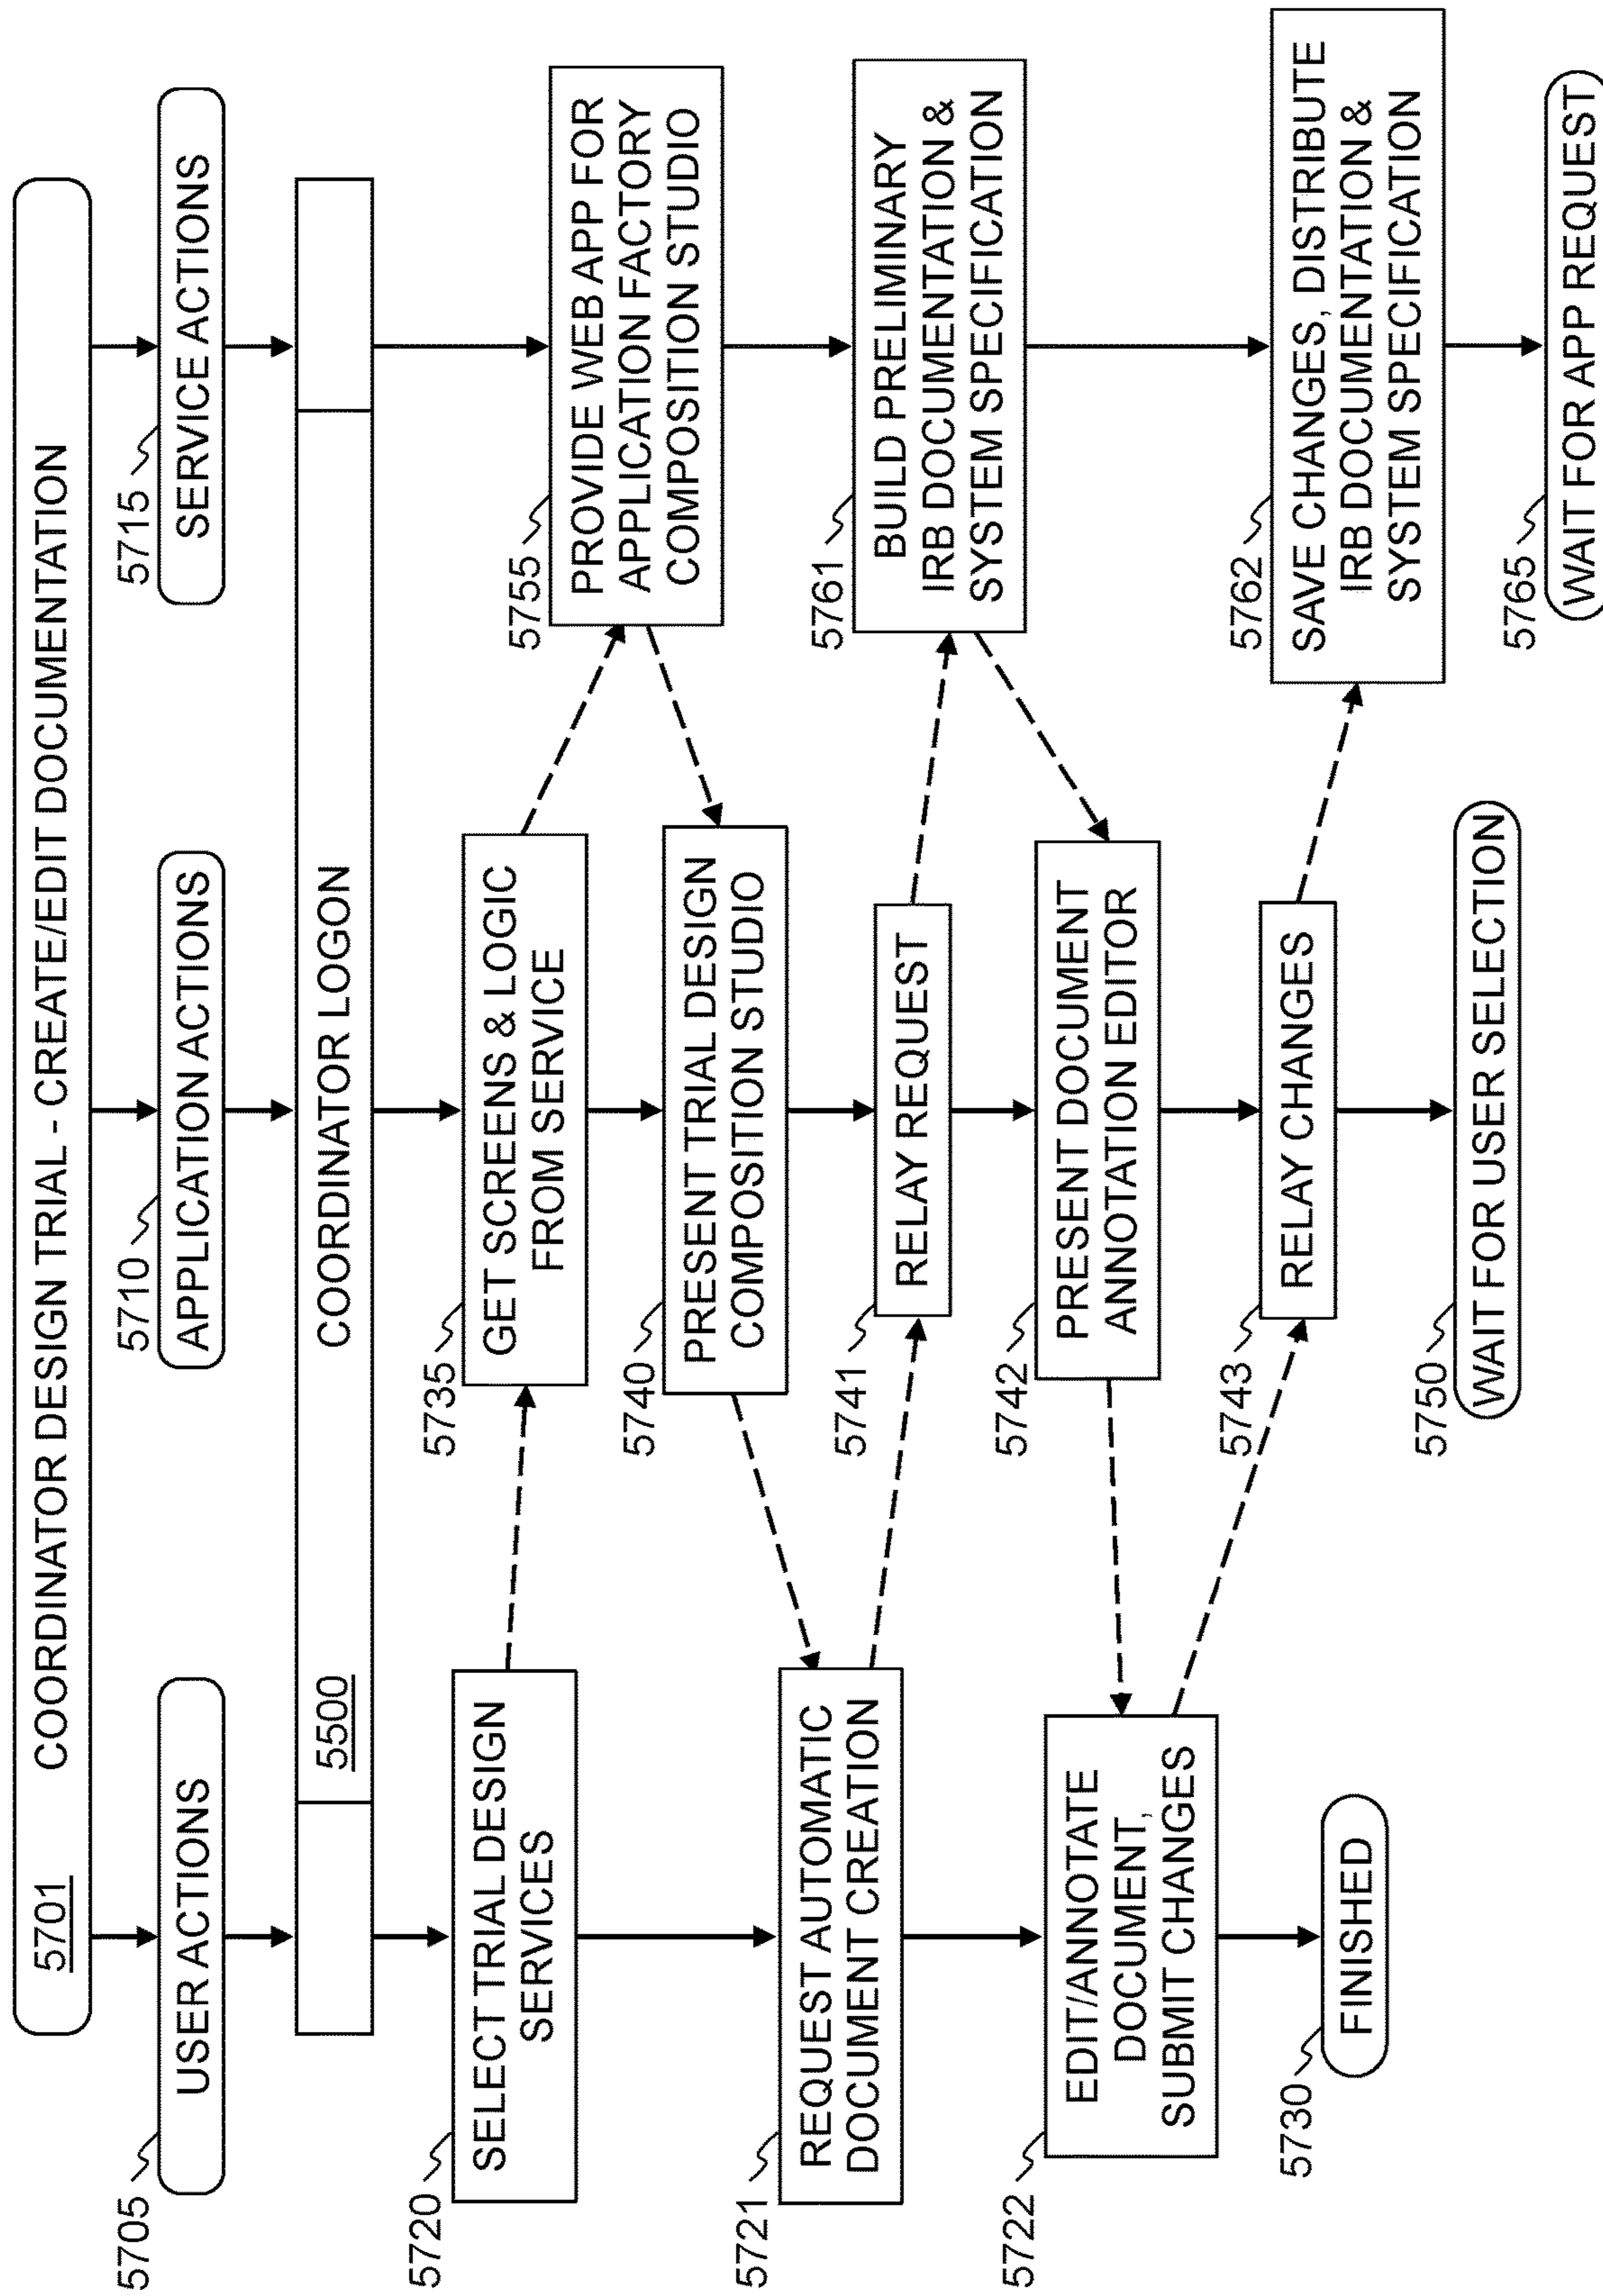 5701 COORDINATOR DESIGN TRIAL - CREATE/EDIT DOCUMENTATION
5705
USER ACTIONS
5710
APPLICATION ACTIONS
5715
SERVICE ACTIONS
5500 COORDINATOR LOGON
5720
SELECT TRIAL DESIGN
SERVICES
5735
GET SCREENS & LOGIC
FROM SERVICE
5755
PROVIDE WEB APP FOR
APPLICATION FACTORY
COMPOSITION STUDIO
5740
PRESENT TRIAL DESIGN
COMPOSITION STUDIO
5721
REQUEST AUTOMATIC
DOCUMENT CREATION
5741
RELAY REQUEST
5761
BUILD PRELIMINARY
IRB DOCUMENTATION &
SYSTEM SPECIFICATION
5742
PRESENT DOCUMENT
ANNOTATION EDITOR
5722
EDIT/ANNOTATE
DOCUMENT,
SUBMIT CHANGES
5743
RELAY CHANGES
5762
SAVE CHANGES, DISTRIBUTE
IRB DOCUMENTATION &
SYSTEM SPECIFICATION
5730
FINISHED
5750
WAIT FOR USER SELECTION
5765
WAIT FOR APP REQUEST